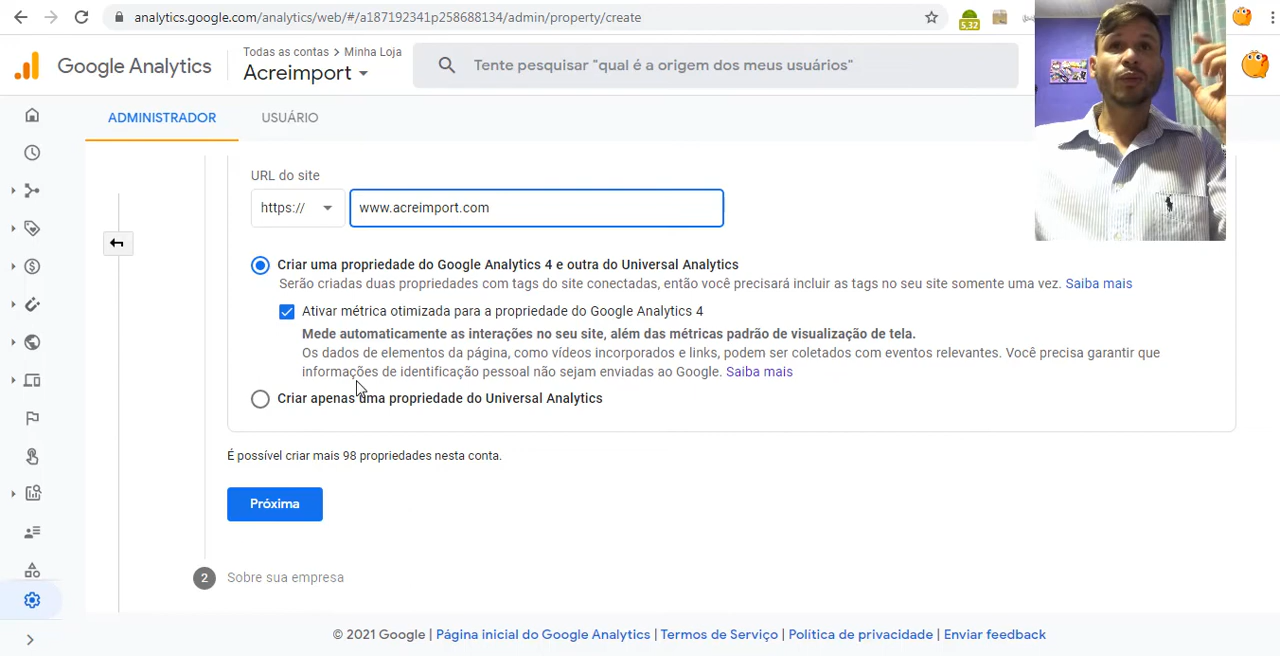 analytics.google.com/analytics/web/#/a187192341p258688134/admin/property/create
5,32
Google Analytics
Todas as contas > Minha Loja
Acreimport
Tente pesquisar "qual é a origem dos meus usuários"
ADMINISTRADOR
USUÁRIO
URL do site
https://
www.acreimport.com
Criar uma propriedade do Google Analytics 4 e outra do Universal Analytics
Serão criadas duas propriedades com tags do site conectadas, então você precisará incluir as tags no seu site somente uma vez. Saiba mais
Ativar métrica otimizada para a propriedade do Google Analytics 4
Mede automaticamente as interações no seu site, além das métricas padrão de visualização de tela.
Os dados de elementos da página, como vídeos incorporados e links, podem ser coletados com eventos relevantes. Você precisa garantir que
informações de identificação pessoal não sejam enviadas ao Google. Saiba mais
Criar apenas uma propriedade do Universal Analytics
É possível criar mais 98 propriedades nesta conta.
Próxima
2 Sobre sua empresa
© 2021 Google | Página inicial do Google Analytics | Termos de Serviço | Política de privacidade | Enviar feedback